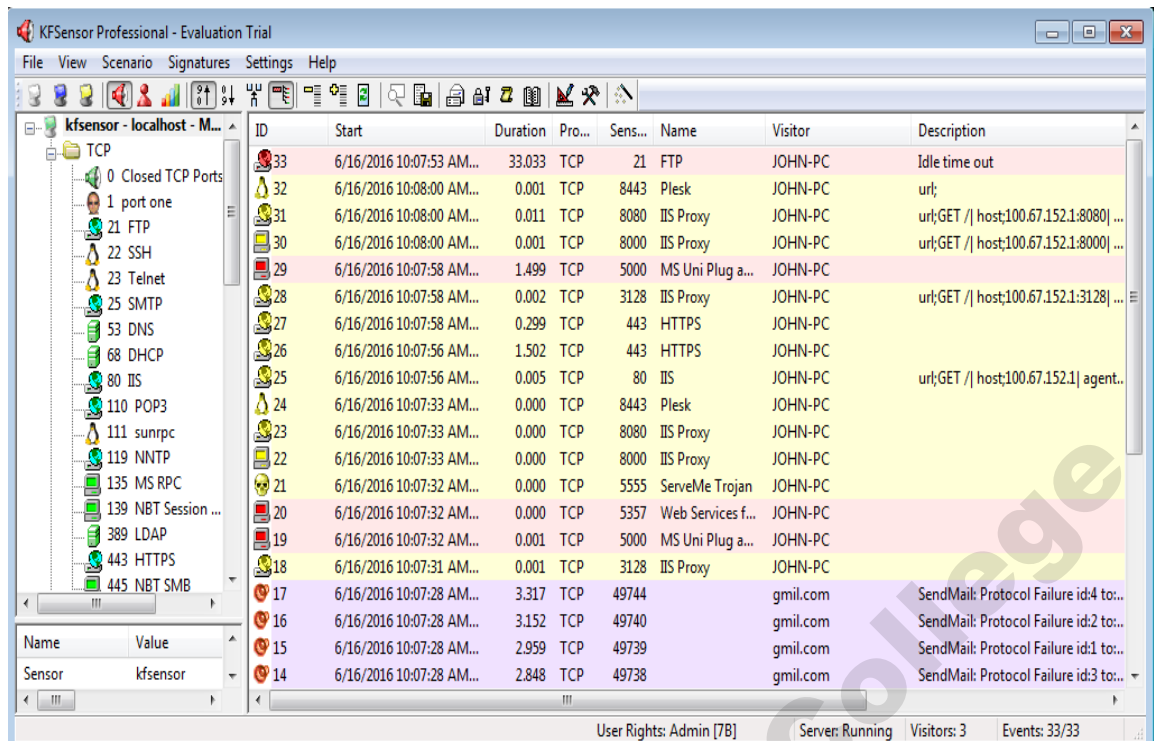 KFSensor Professional - Evaluation Trial
File View Scenario Signatures Settings Help
kfsensor - localhost - M...
TCP
0 Closed TCP Ports
1 port one
21 FTP
22 SSH
23 Telnet
25 SMTP
53 DNS
68 DHCP
80 IIS
110 POP3
111 sunrpc
119 NNTP
135 MS RPC
139 NBT Session ...
389 LDAP
443 HTTPS
445 NBT SMB
Name Value
Sensor kfsensor
ID Start Duration Pro... Sens... Name Visitor Description
33 6/16/2016 10:07:53 AM... 33.033 TCP 21 FTP JOHN-PC Idle time out
32 6/16/2016 10:08:00 AM... 0.001 TCP 8443 Plesk JOHN-PC url;
31 6/16/2016 10:08:00 AM... 0.011 TCP 8080 IIS Proxy JOHN-PC url;GET /| host;100.67.152.1:8080| ...
30 6/16/2016 10:08:00 AM... 0.001 TCP 8000 IIS Proxy JOHN-PC url;GET /| host;100.67.152.1:8000| ...
29 6/16/2016 10:07:58 AM... 1.499 TCP 5000 MS Uni Plug a... JOHN-PC
28 6/16/2016 10:07:58 AM... 0.002 TCP 3128 IIS Proxy JOHN-PC url;GET /| host;100.67.152.1:3128| ...
27 6/16/2016 10:07:58 AM... 0.299 TCP 443 HTTPS JOHN-PC
26 6/16/2016 10:07:56 AM... 1.502 TCP 443 HTTPS JOHN-PC
25 6/16/2016 10:07:56 AM... 0.005 TCP 80 IIS JOHN-PC url;GET /| host;100.67.152.1| agent...
24 6/16/2016 10:07:33 AM... 0.000 TCP 8443 Plesk JOHN-PC
23 6/16/2016 10:07:33 AM... 0.000 TCP 8080 IIS Proxy JOHN-PC
22 6/16/2016 10:07:33 AM... 0.000 TCP 8000 IIS Proxy JOHN-PC
21 6/16/2016 10:07:32 AM... 0.000 TCP 5555 ServeMe Trojan JOHN-PC
20 6/16/2016 10:07:32 AM... 0.000 TCP 5357 Web Services f... JOHN-PC
19 6/16/2016 10:07:32 AM... 0.001 TCP 5000 MS Uni Plug a... JOHN-PC
18 6/16/2016 10:07:31 AM... 0.001 TCP 3128 IIS Proxy JOHN-PC
17 6/16/2016 10:07:28 AM... 3.317 TCP 49744 gmil.com SendMail: Protocol Failure id:4 to:...
16 6/16/2016 10:07:28 AM... 3.152 TCP 49740 gmil.com SendMail: Protocol Failure id:2 to:...
15 6/16/2016 10:07:28 AM... 2.959 TCP 49739 gmil.com SendMail: Protocol Failure id:1 to:...
14 6/16/2016 10:07:28 AM... 2.848 TCP 49738 gmil.com SendMail: Protocol Failure id:3 to:...
User Rights: Admin [7B] Server: Running Visitors: 3 Events: 33/33
College